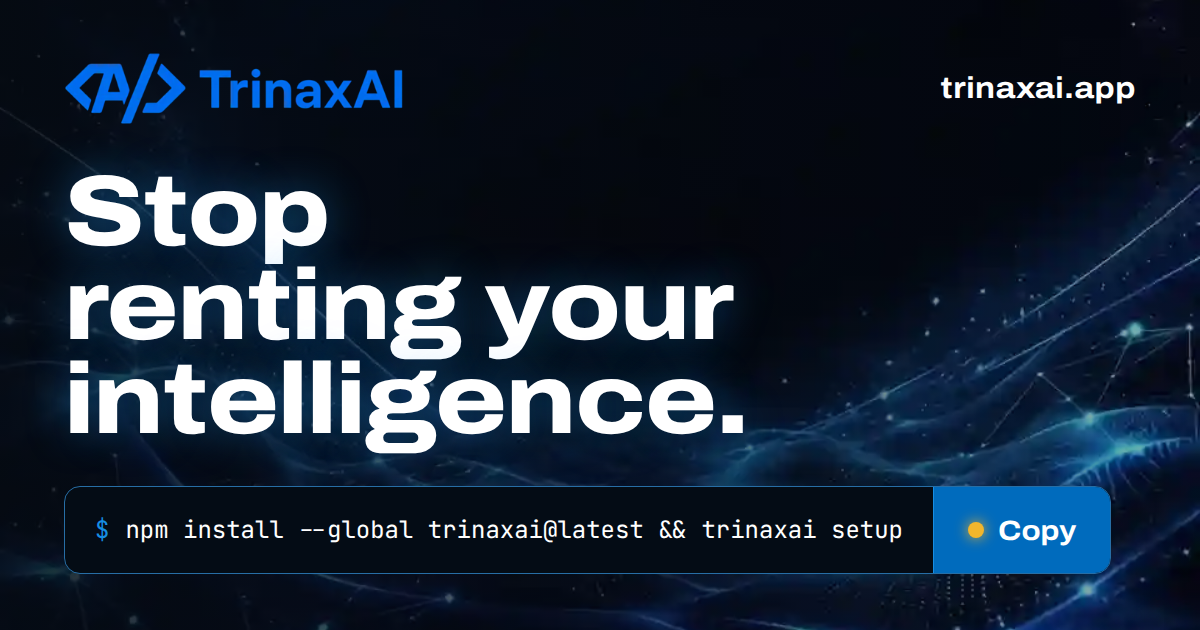 TrinaxAI
trinaxai.app
Stop
renting your
intelligence.
$ npm install --global trinaxai@latest && trinaxai setup
Copy